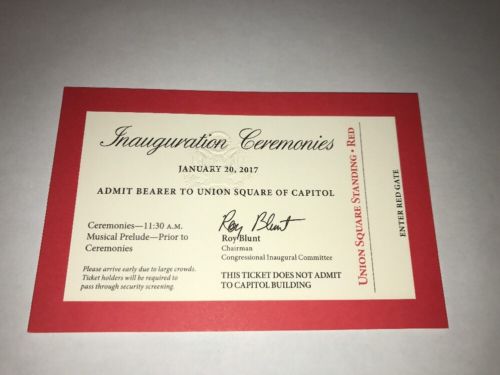 Inauguration Ceremonies
JANUARY 20, 2017
ADMIT BEARER TO UNION SQUARE OF CAPITOL
Ceremonies—11:30 A.M.
Musical Prelude—Prior to
Ceremonies
Please arrive early due to large crowds.
Ticket holders will be required to
pass through security screening.
Roy Blunt
Roy Blunt
Chairman
Congressional Inaugural Committee
THIS TICKET DOES NOT ADMIT
TO CAPITOL BUILDING
UNION SQUARE STANDING • RED
ENTER RED GATE